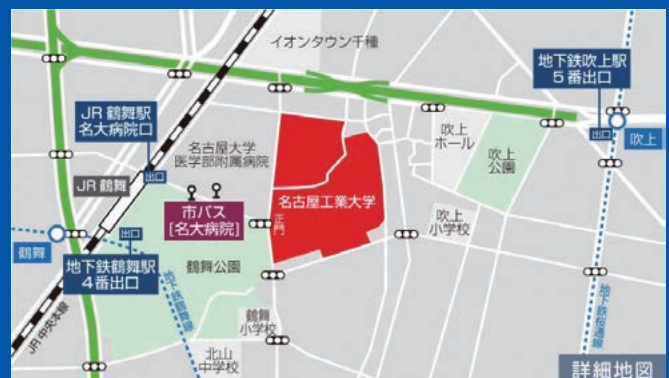 イオンタウン千種
地下鉄吹上駅
5番出口
JR 鶴舞駅
名大病院口
出口
名古屋大学
医学部附属病院
吹上
ホール
吹上
公園
出口
吹上
JR 鶴舞
市バス
[名大病院]
名古屋工業大学
正門
吹上
小学校
出口
鶴舞
地下鉄鶴舞駅
4番出口
鶴舞公園
地下鉄鶴舞線
JR中央本線
鶴舞
小学校
北山
中学校
地下鉄桜通線
詳細地図